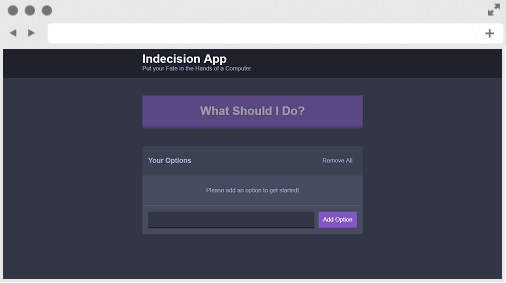 Indecision App
Put your Fate in the Hands of a Computer
What Should I Do?
Your Options
Remove All
Please add an option to get started!
Add Option